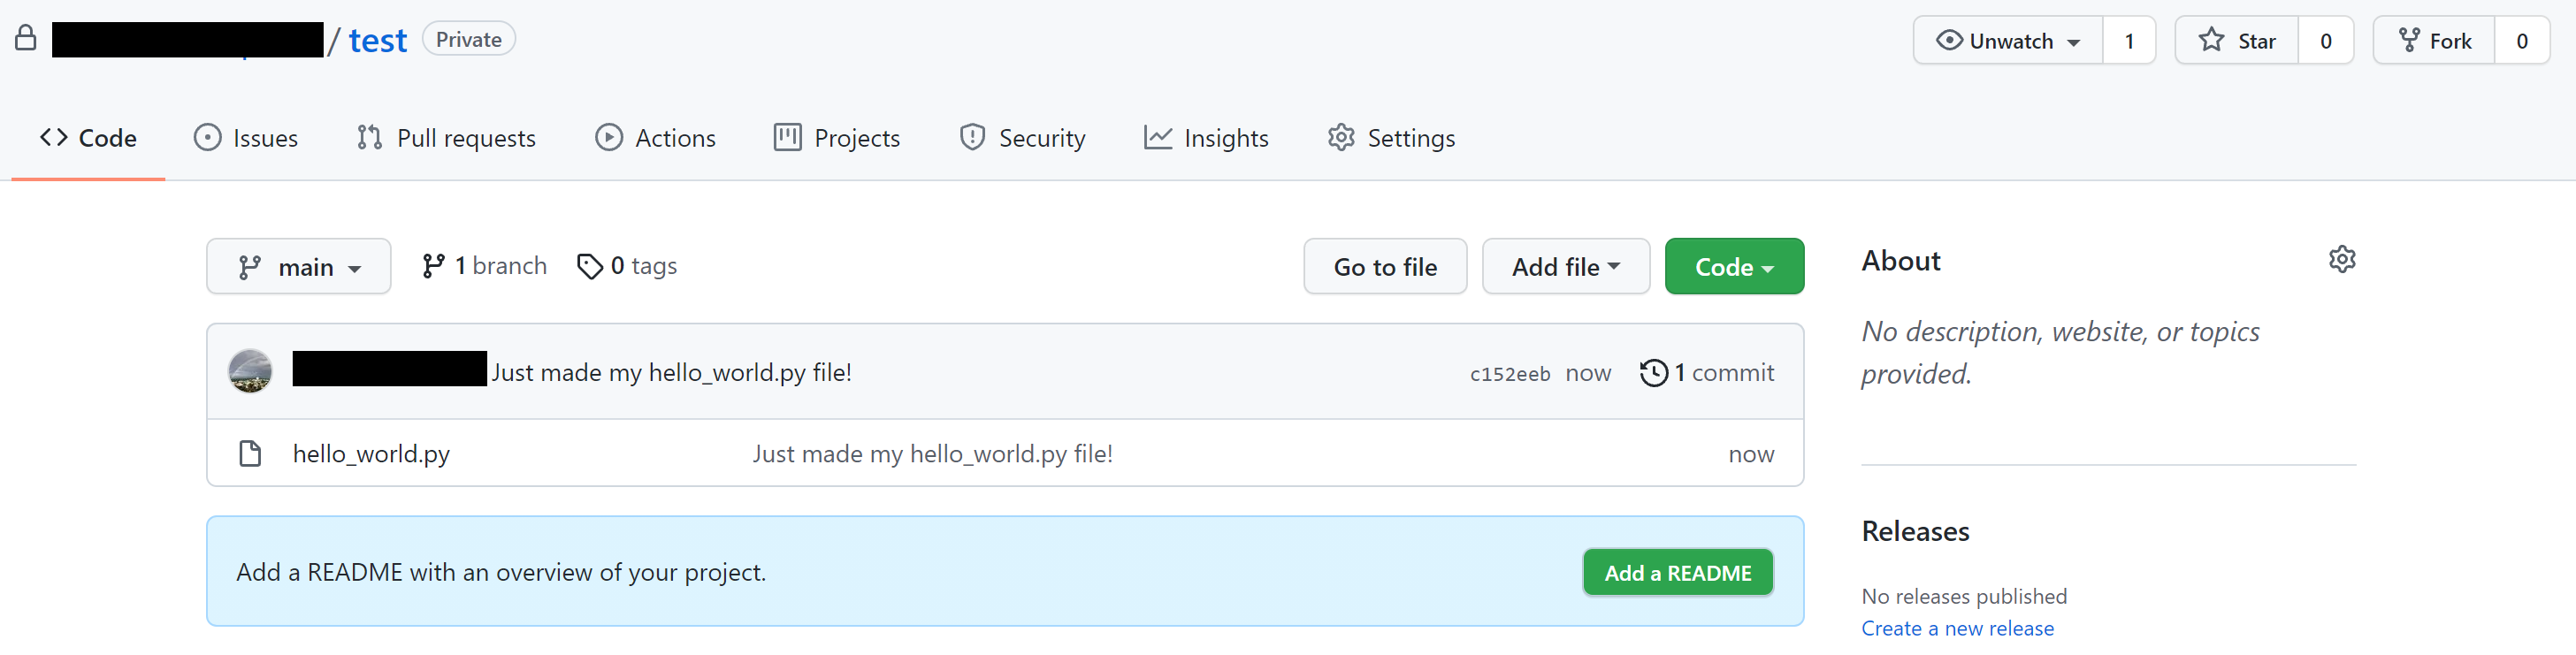 / test Private Unwatch 1 Star 0 Fork 0
Code Issues Pull requests Actions Projects Security Insights Settings
main 1 branch 0 tags Go to file Add file Code
Just made my hello_world.py file! c152eeb now 1 commit
hello_world.py Just made my hello_world.py file! now
Add a README with an overview of your project. Add a README
About
No description, website, or topics
provided.
Releases
No releases published
Create a new release